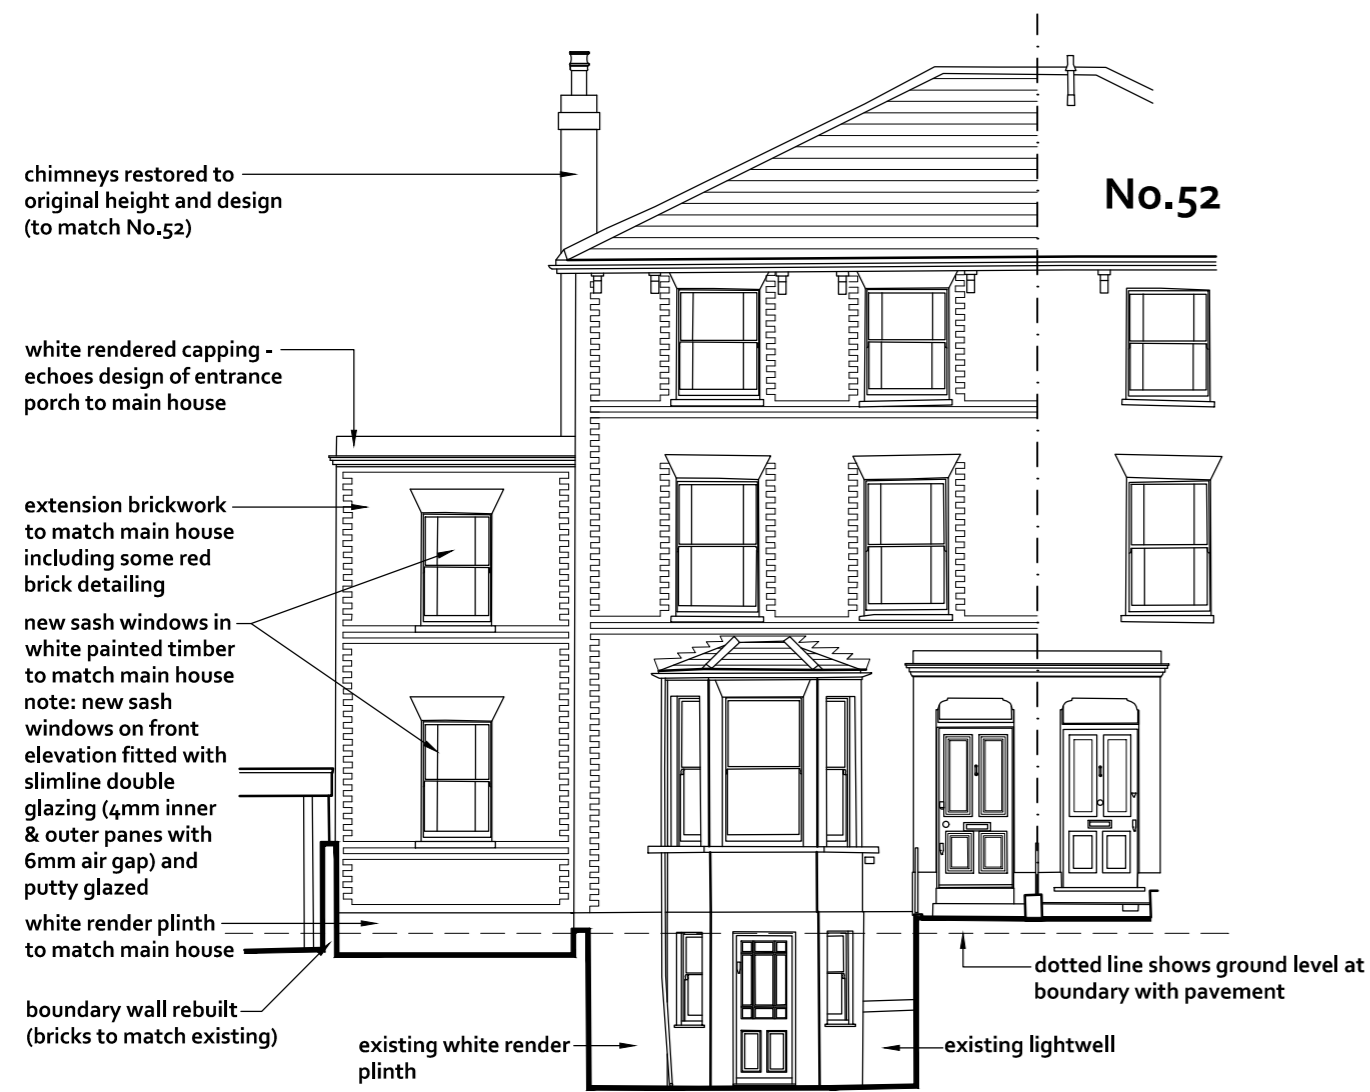 chimneys restored to
original height and design
(to match No.52)
No.52
white rendered capping -
echoes design of entrance
porch to main house
extension brickwork
to match main house
including some red
brick detailing
new sash windows in
white painted timber
to match main house
note: new sash
windows on front
elevation fitted with
slimline double
glazing (4mm inner
& outer panes with
6mm air gap) and
putty glazed
white render plinth
to match main house
boundary wall rebuilt
(bricks to match existing)
existing white render
plinth
existing lightwell
dotted line shows ground level at
boundary with pavement